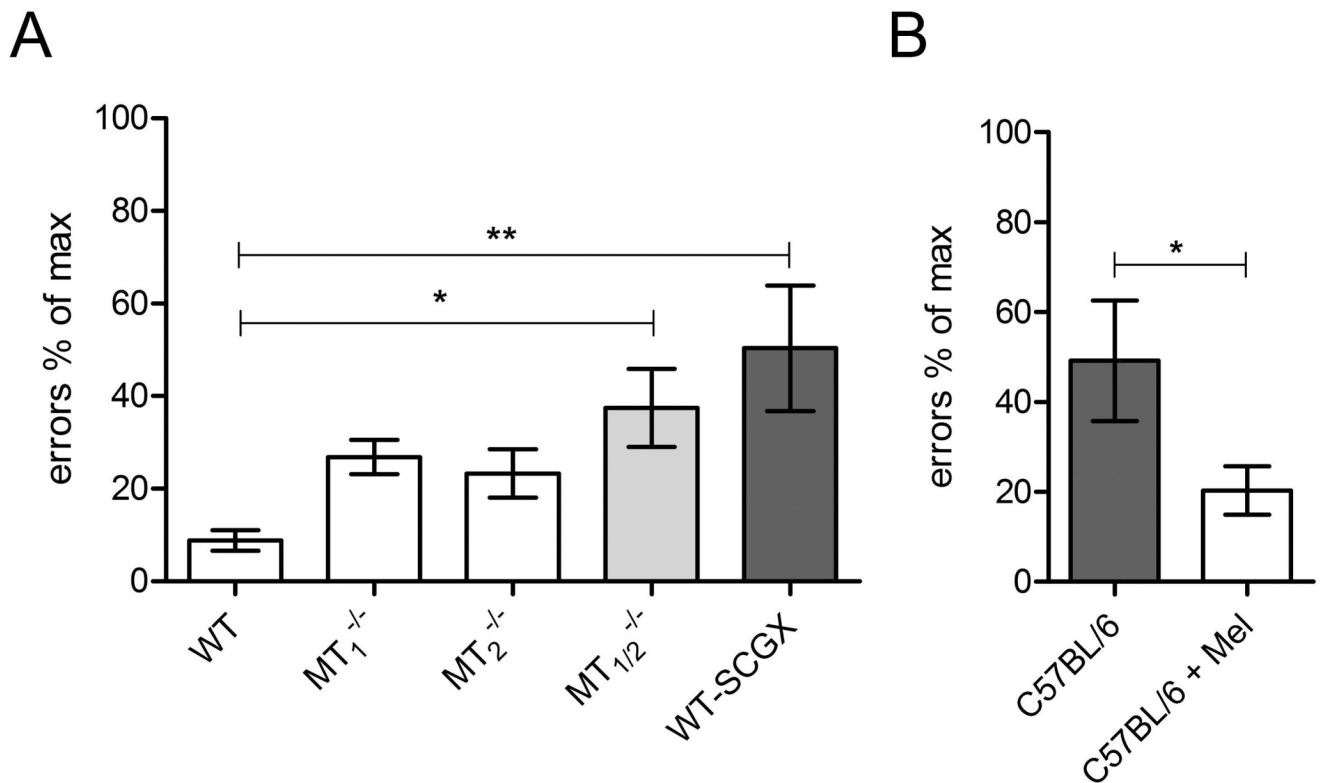 A
errors % of max
100
80
60
40
20
0
**
*
WT
MT₁⁻/⁻
MT₂⁻/⁻
MT₁/₂⁻/⁻
WT-SCGX
B
errors % of max
100
80
60
40
20
0
*
C57BL/6
C57BL/6 + Mel